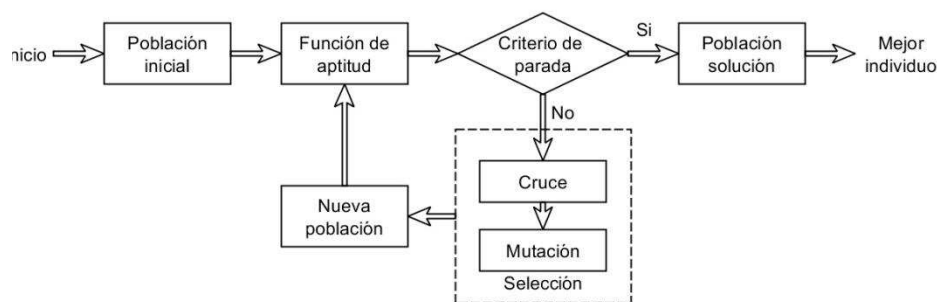 nicio
Población
inicial
Función de
aptitud
Criterio de
parada
Si
Población
solución
Mejor
individuo
No
Cruce
Nueva
población
Mutación
Selección